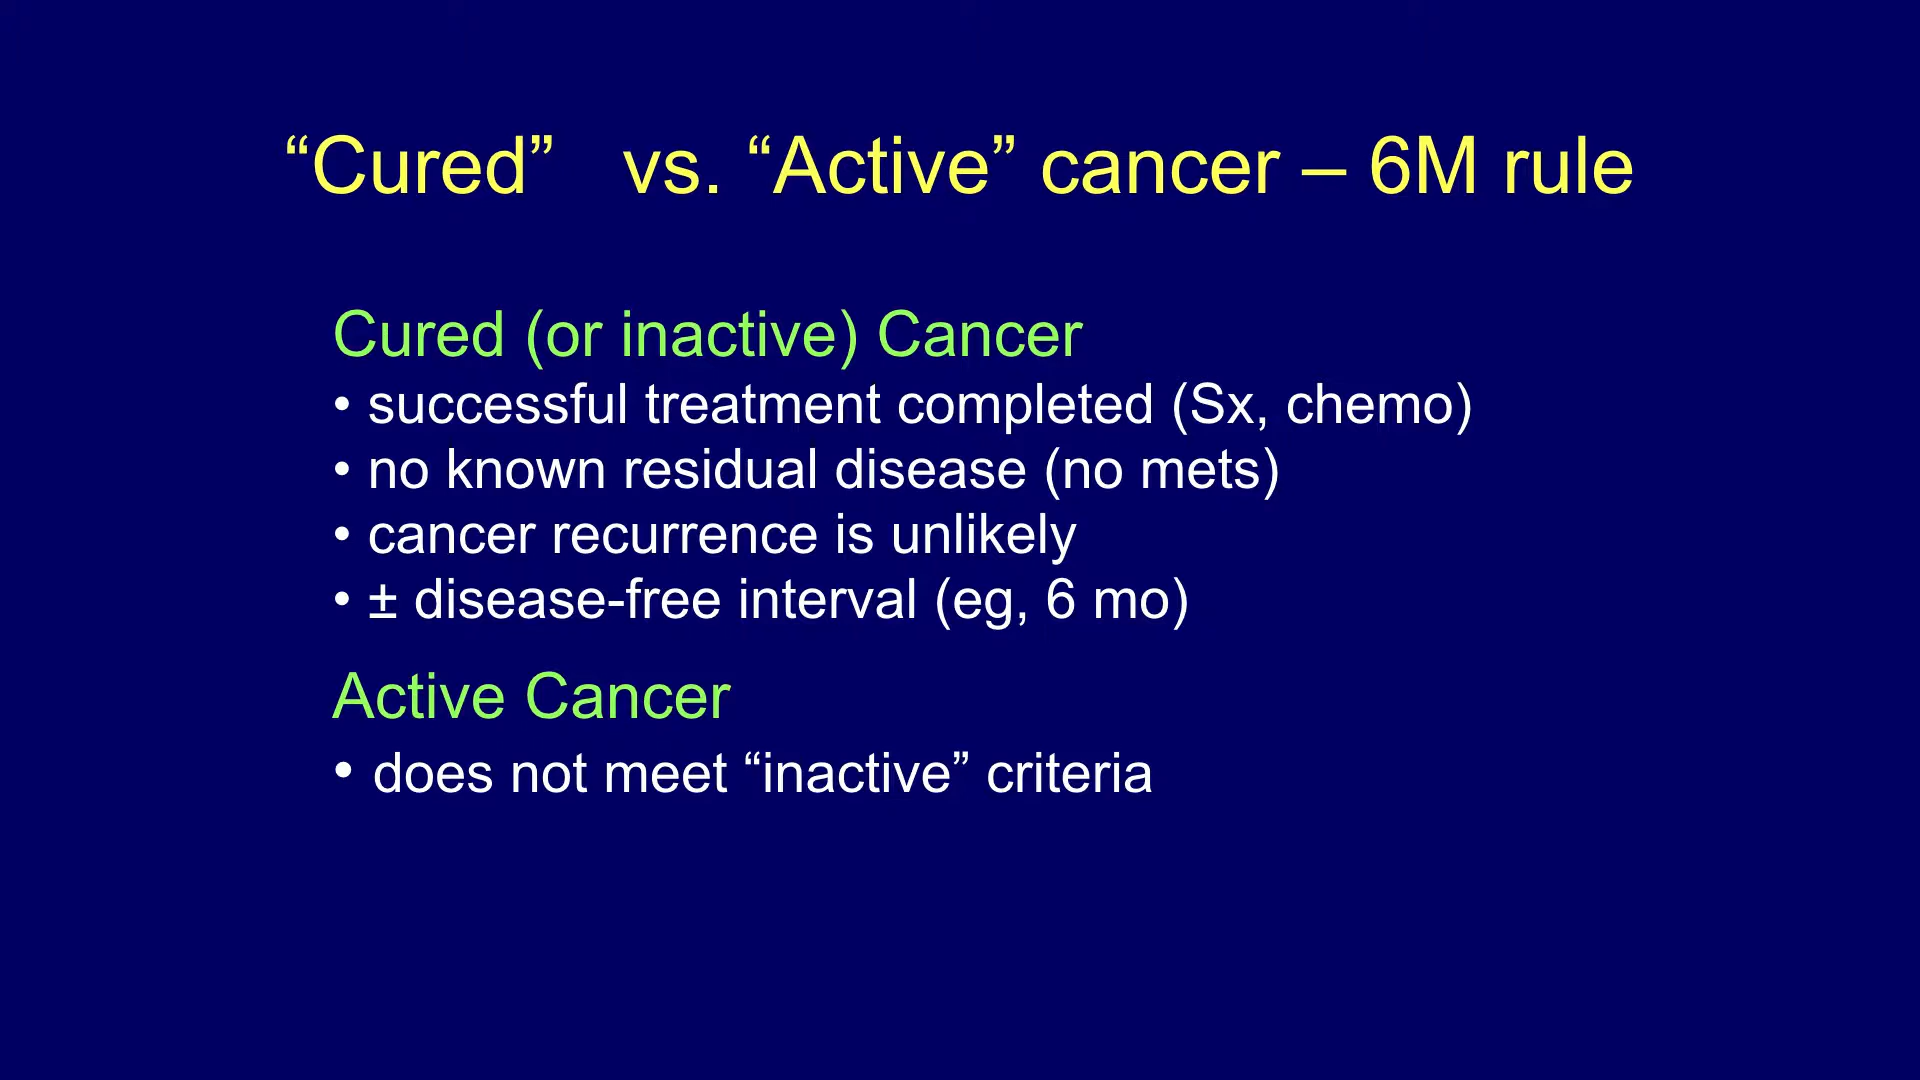 “Cured” vs. “Active” cancer – 6M rule
Cured (or inactive) Cancer
• successful treatment completed (Sx, chemo)
• no known residual disease (no mets)
• cancer recurrence is unlikely
• ± disease-free interval (eg, 6 mo)
Active Cancer
• does not meet “inactive” criteria